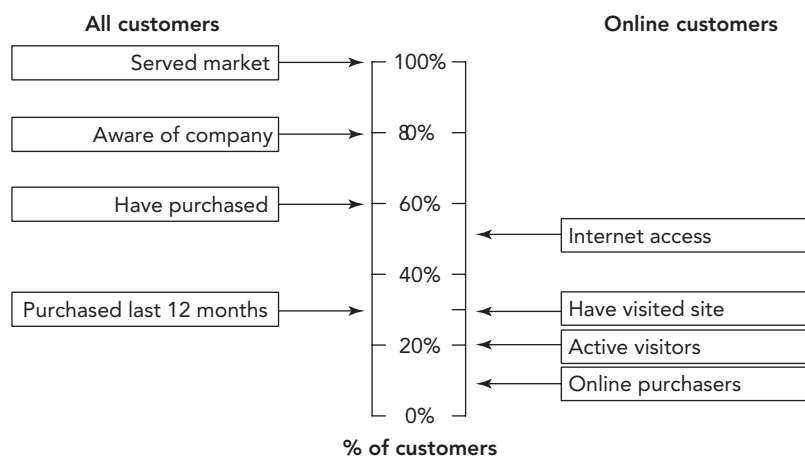 All customers
Online customers
Served market
100%
Aware of company
80%
Have purchased
60%
Internet access
40%
Purchased last 12 months
Have visited site
20%
Active visitors
Online purchasers
0%
% of customers